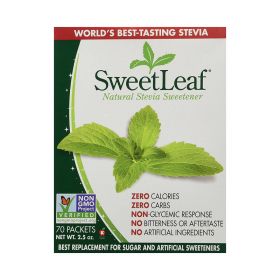 WORLD'S BEST-TASTING STEVIA
SweetLeaf®
Natural Stevia Sweetener
ZERO CALORIES
ZERO CARBS
NON-GLYCEMIC RESPONSE
NO BITTERNESS OR AFTERTASTE
NO ARTIFICIAL INGREDIENTS
NON
GMO
Project
VERIFIED
nongmoproject.org
70 PACKETS
NET WT. 2.5 oz.
BEST REPLACEMENT FOR SUGAR AND ARTIFICIAL SWEETENERS